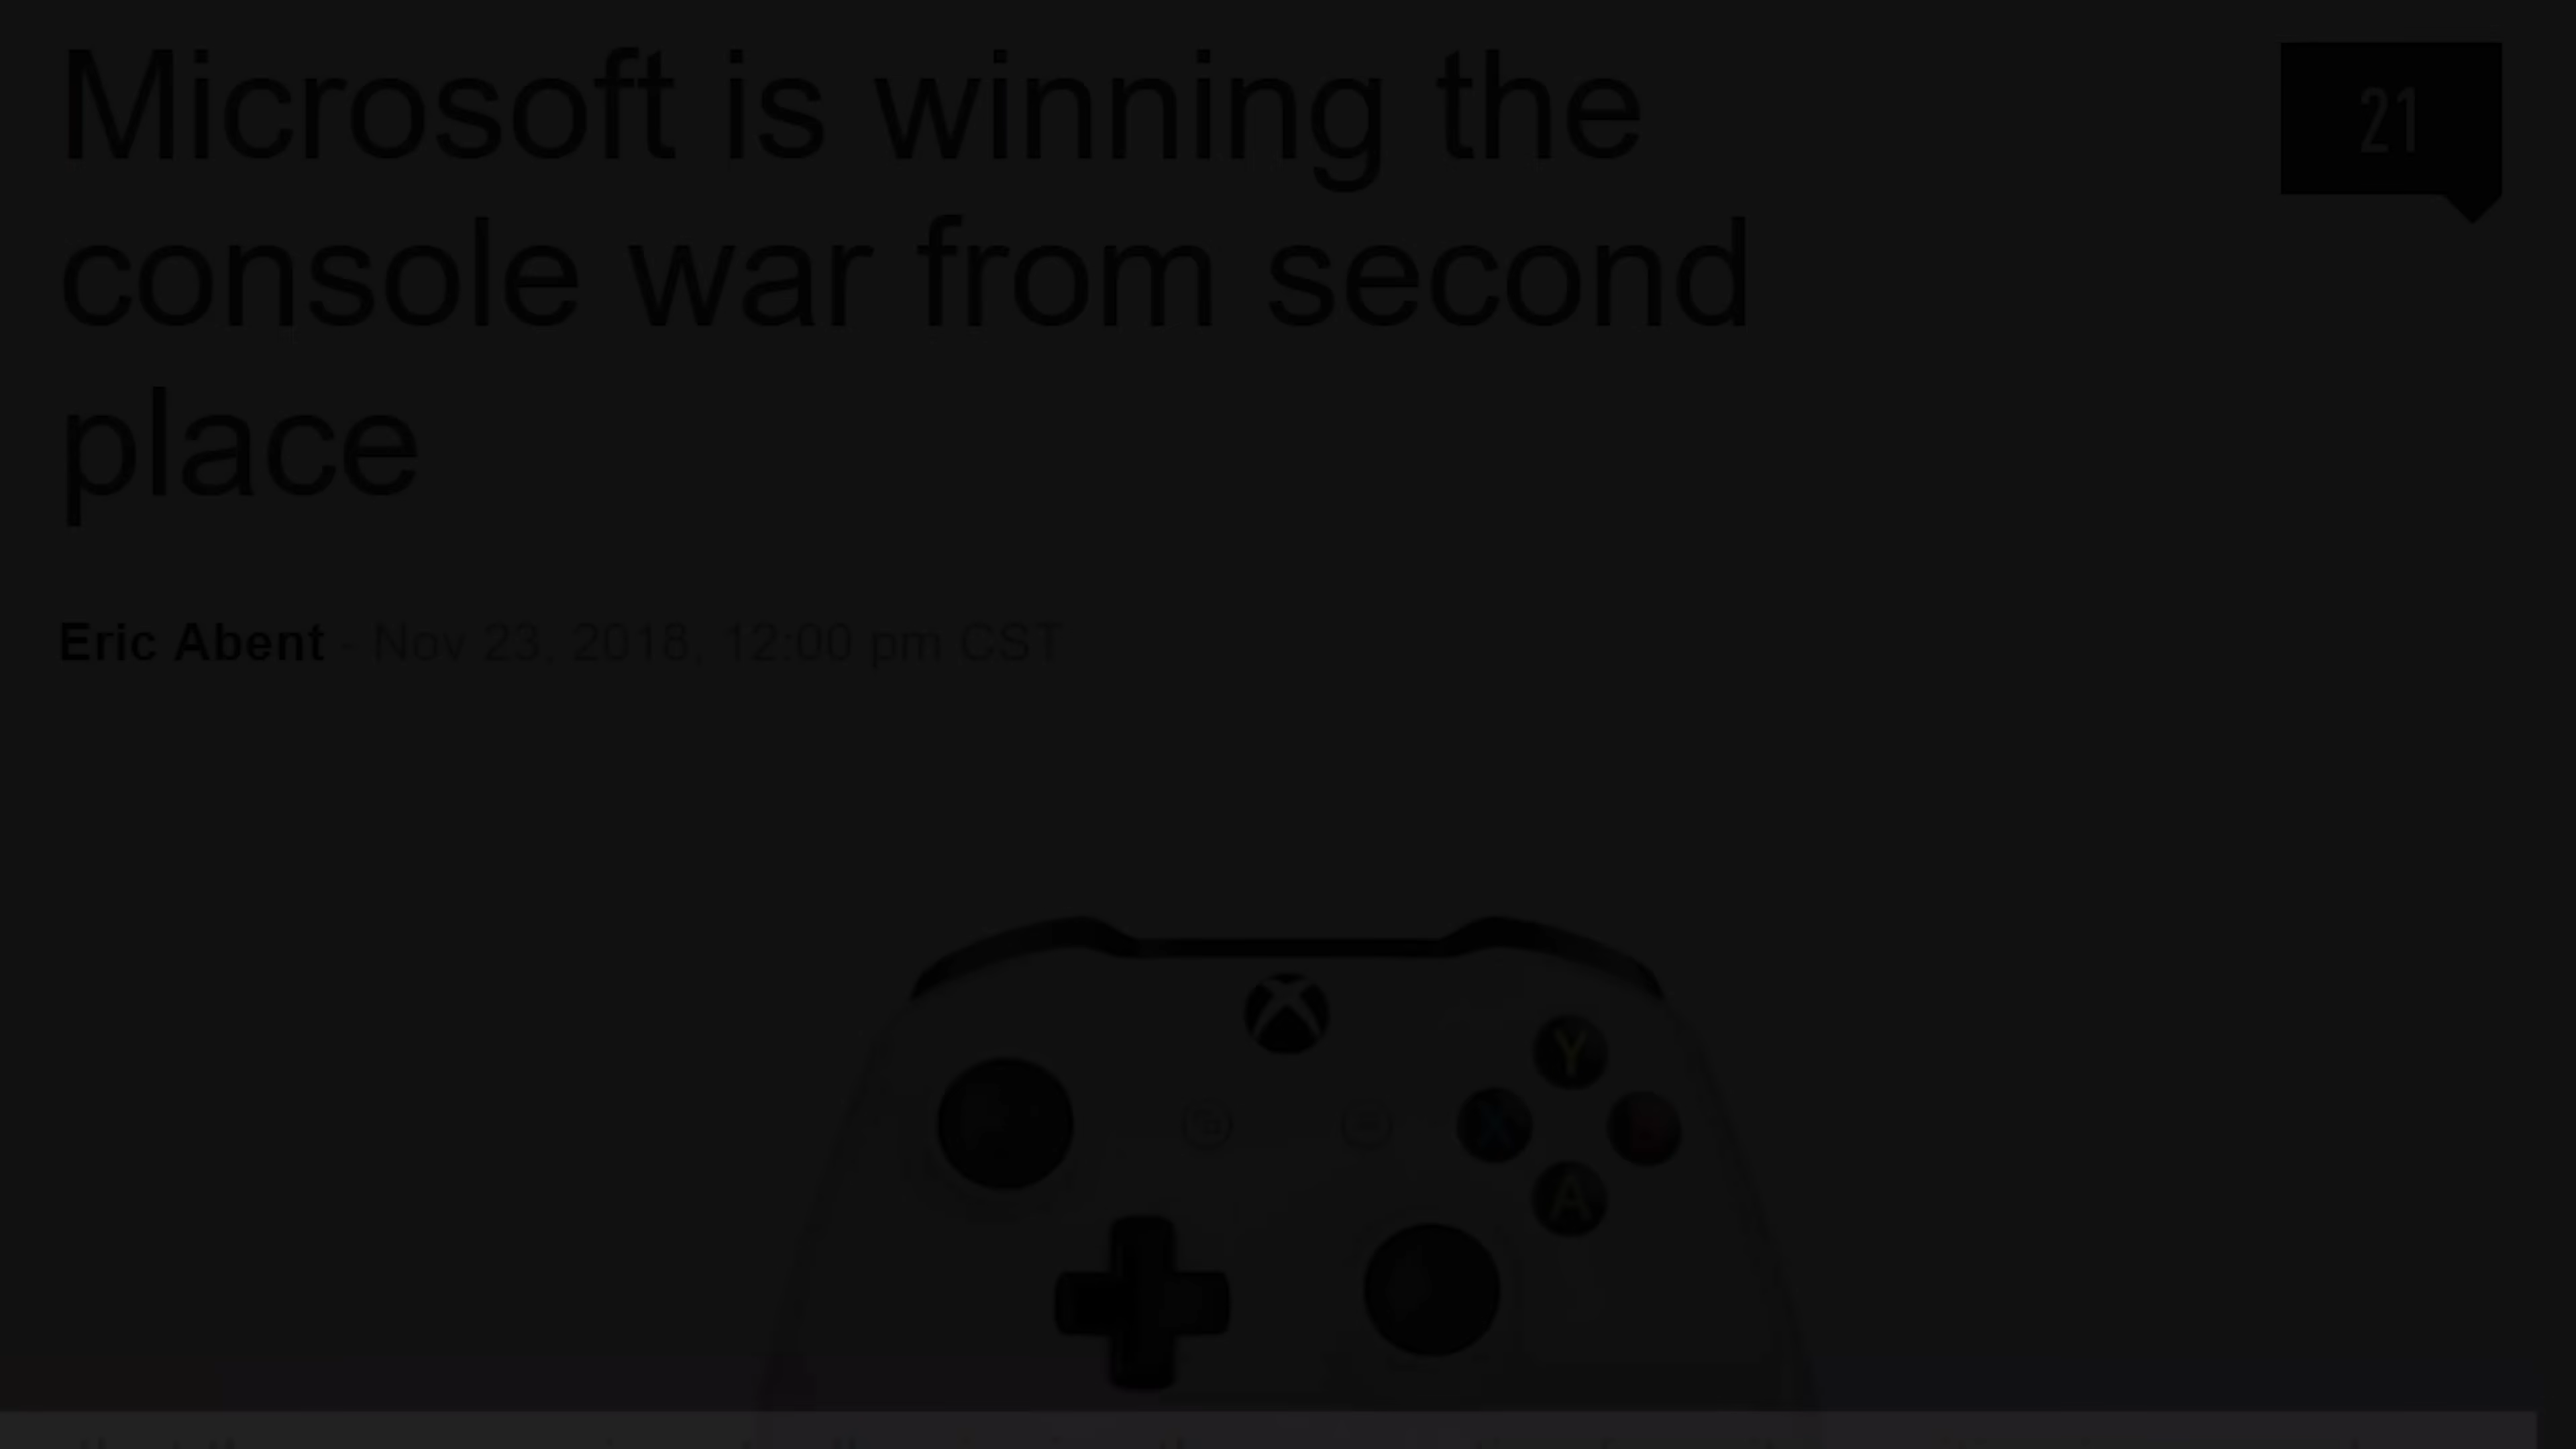 Microsoft is winning the
21
console war from second
place
Eric Abent - Nov 23, 2018, 12:00 pm CST
Y
X
B
A